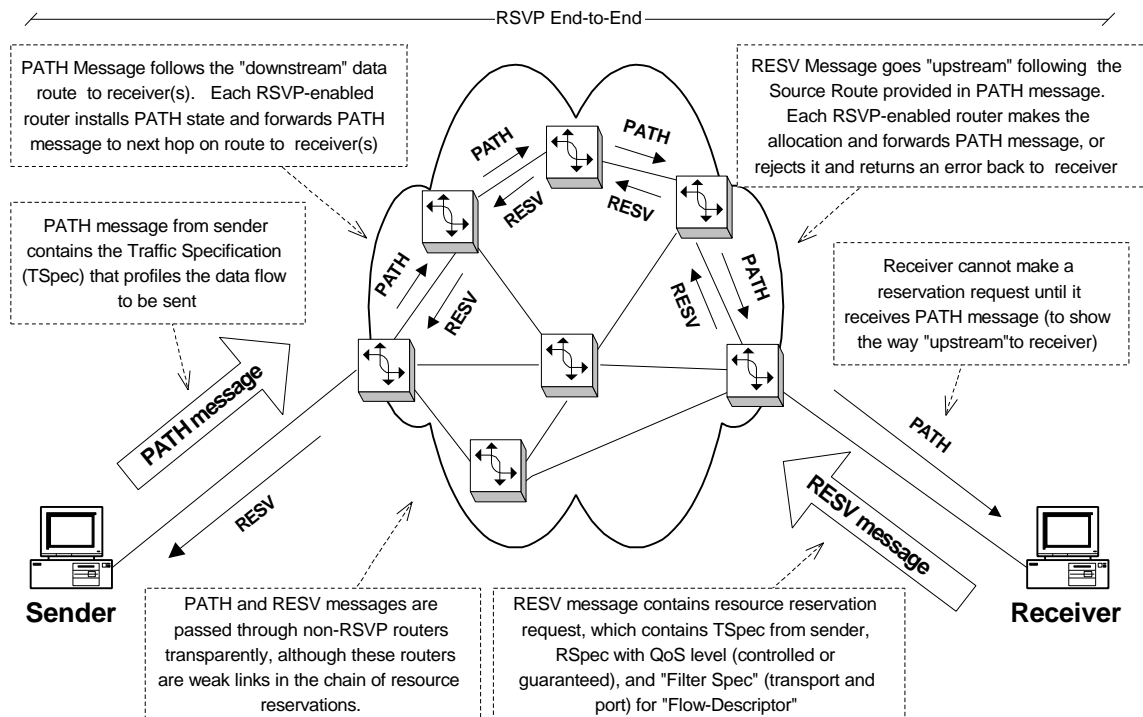 RSVP End-to-End
PATH Message follows the "downstream" data
route to receiver(s). Each RSVP-enabled
router installs PATH state and forwards PATH
message to next hop on route to receiver(s)
RESV Message goes "upstream" following the
Source Route provided in PATH message.
Each RSVP-enabled router makes the
allocation and forwards PATH message, or
rejects it and returns an error back to receiver
PATH
RESV
PATH
RESV
PATH message from sender
contains the Traffic Specification
(TSpec) that profiles the data flow
to be sent
PATH
RESV
PATH
RESV
Receiver cannot make a
reservation request until it
receives PATH message (to show
the way "upstream"to receiver)
PATH message
RESV
PATH
RESV message
Sender
Receiver
PATH and RESV messages are
passed through non-RSVP routers
transparently, although these routers
are weak links in the chain of resource
reservations.
RESV message contains resource reservation
request, which contains TSpec from sender,
RSpec with QoS level (controlled or
guaranteed), and "Filter Spec" (transport and
port) for "Flow-Descriptor"